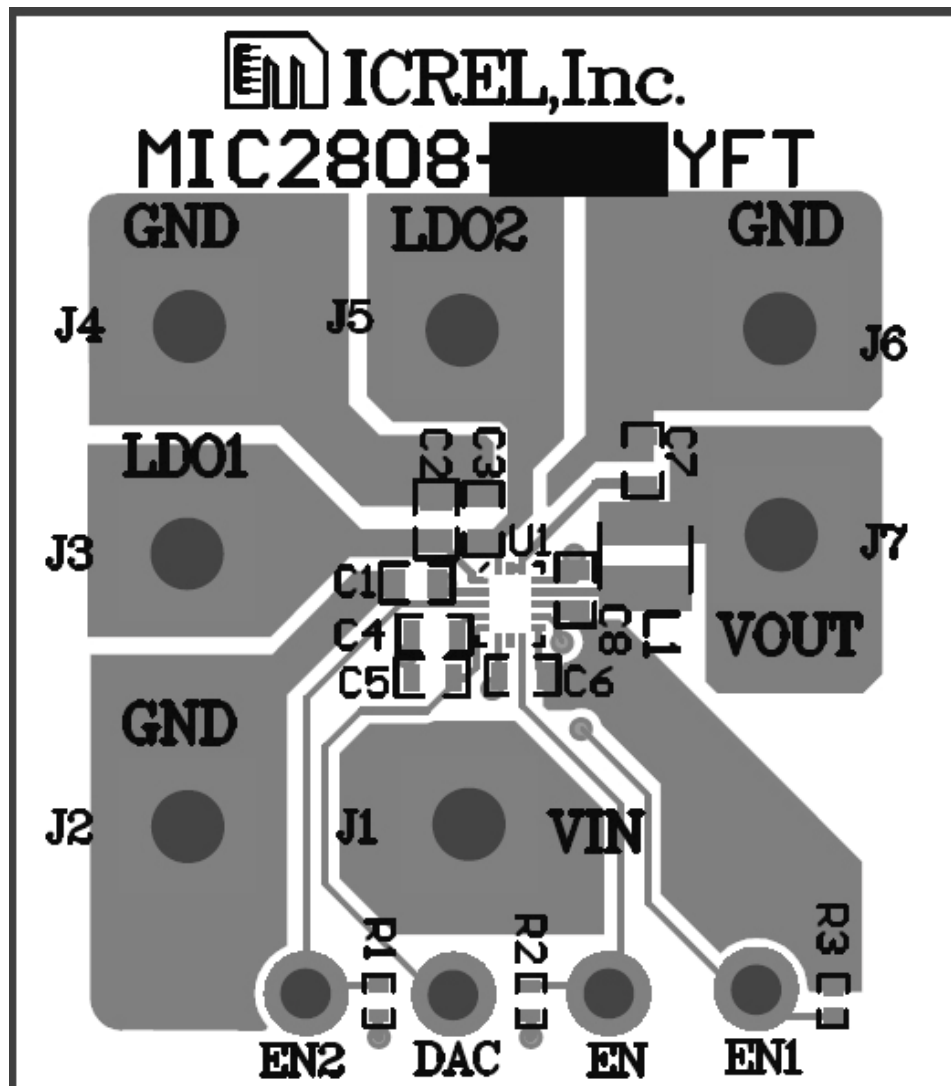 ICREL,Inc.
MIC2808- YFT
GND LDO2 GND
J4 J5 J6
LDO1 C2 C3 C7
J3 U1 J7
C1
C4 C8 L1 VOUT
C5 C6
GND
J2 J1 VIN
R1 R2 R3
EN2 DAC EN EN1